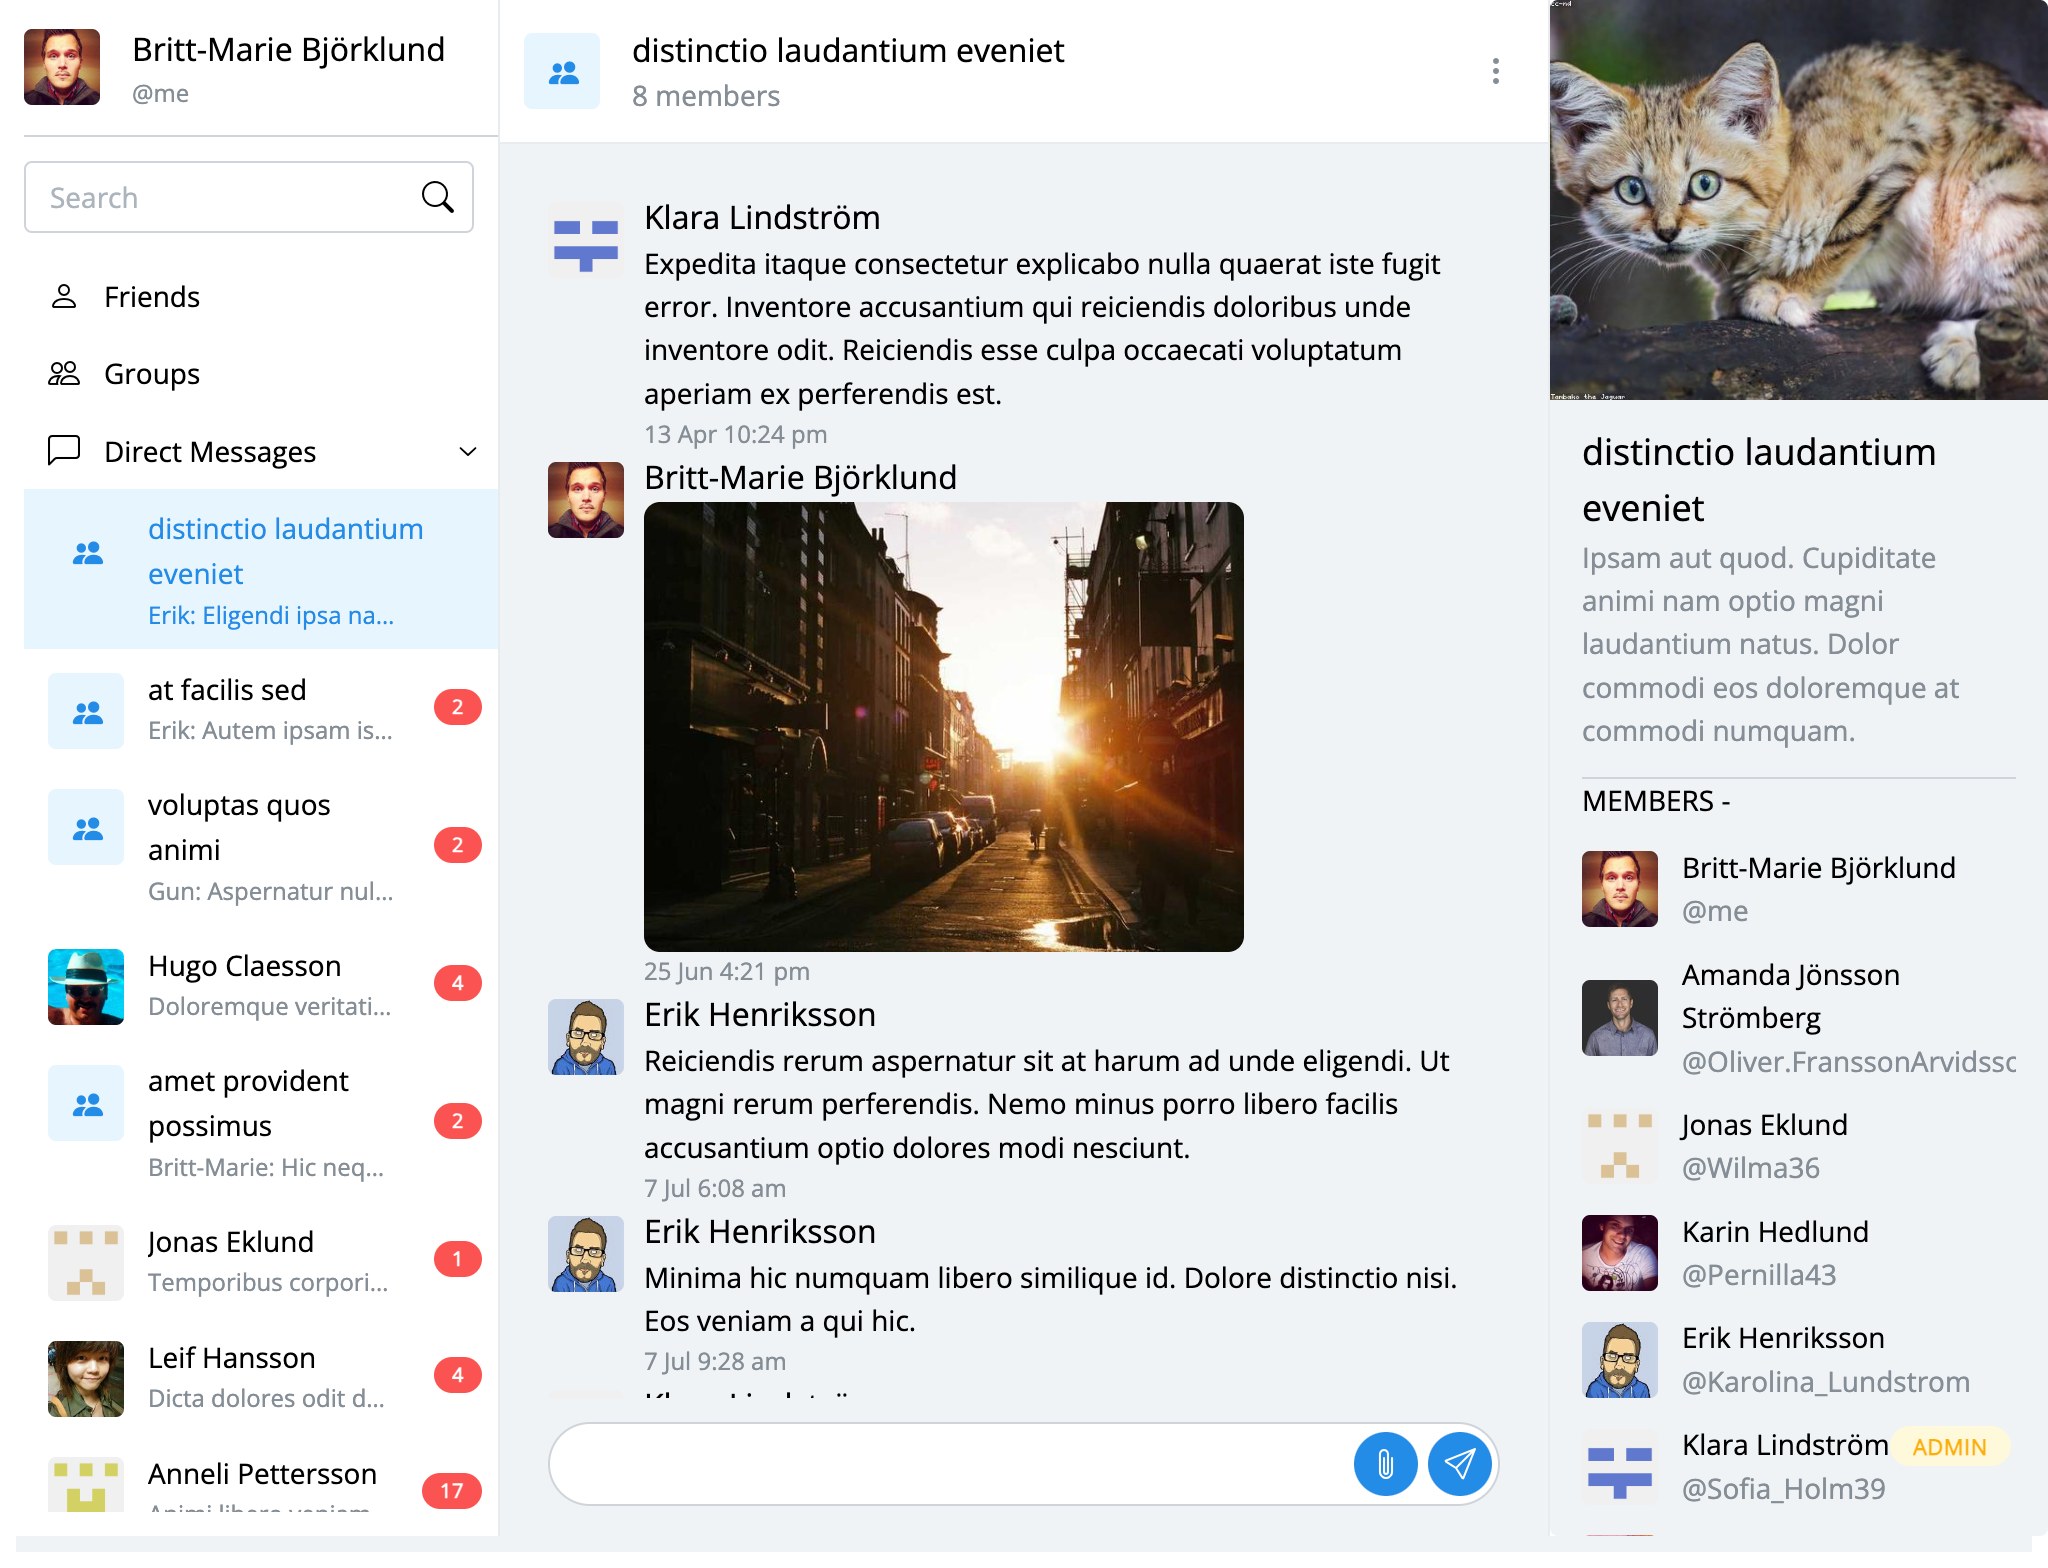 Britt-Marie Björklund
@me
Search
Friends
Groups
Direct Messages
distinctio laudantium
eveniet
Erik: Eligendi ipsa na...
at facilis sed
Erik: Autem ipsam is...
2
voluptas quos
animi
Gun: Aspernatur nul...
2
Hugo Claesson
Doloremque veritati...
4
amet provident
possimus
Britt-Marie: Hic neq...
2
Jonas Eklund
Temporibus corpori...
1
Leif Hansson
Dicta dolores odit d...
4
Anneli Pettersson
17
distinctio laudantium eveniet
8 members
Klara Lindström
Expedita itaque consectetur explicabo nulla quaerat iste fugit
error. Inventore accusantium qui reiciendis doloribus unde
inventore odit. Reiciendis esse culpa occaecati voluptatum
aperiam ex perferendis est.
13 Apr 10:24 pm
Britt-Marie Björklund
25 Jun 4:21 pm
Erik Henriksson
Reiciendis rerum aspernatur sit at harum ad unde eligendi. Ut
magni rerum perferendis. Nemo minus porro libero facilis
accusantium optio dolores modi nesciunt.
7 Jul 6:08 am
Erik Henriksson
Minima hic numquam libero similique id. Dolore distinctio nisi.
Eos veniam a qui hic.
7 Jul 9:28 am
cc-nd
Tambako the Jaguar
distinctio laudantium
eveniet
Ipsam aut quod. Cupiditate
animi nam optio magni
laudantium natus. Dolor
commodi eos doloremque at
commodi numquam.
MEMBERS -
Britt-Marie Björklund
@me
Amanda Jönsson
Strömberg
@Oliver.FranssonArvidssc
Jonas Eklund
@Wilma36
Karin Hedlund
@Pernilla43
Erik Henriksson
@Karolina_Lundstrom
Klara Lindström ADMIN
@Sofia_Holm39